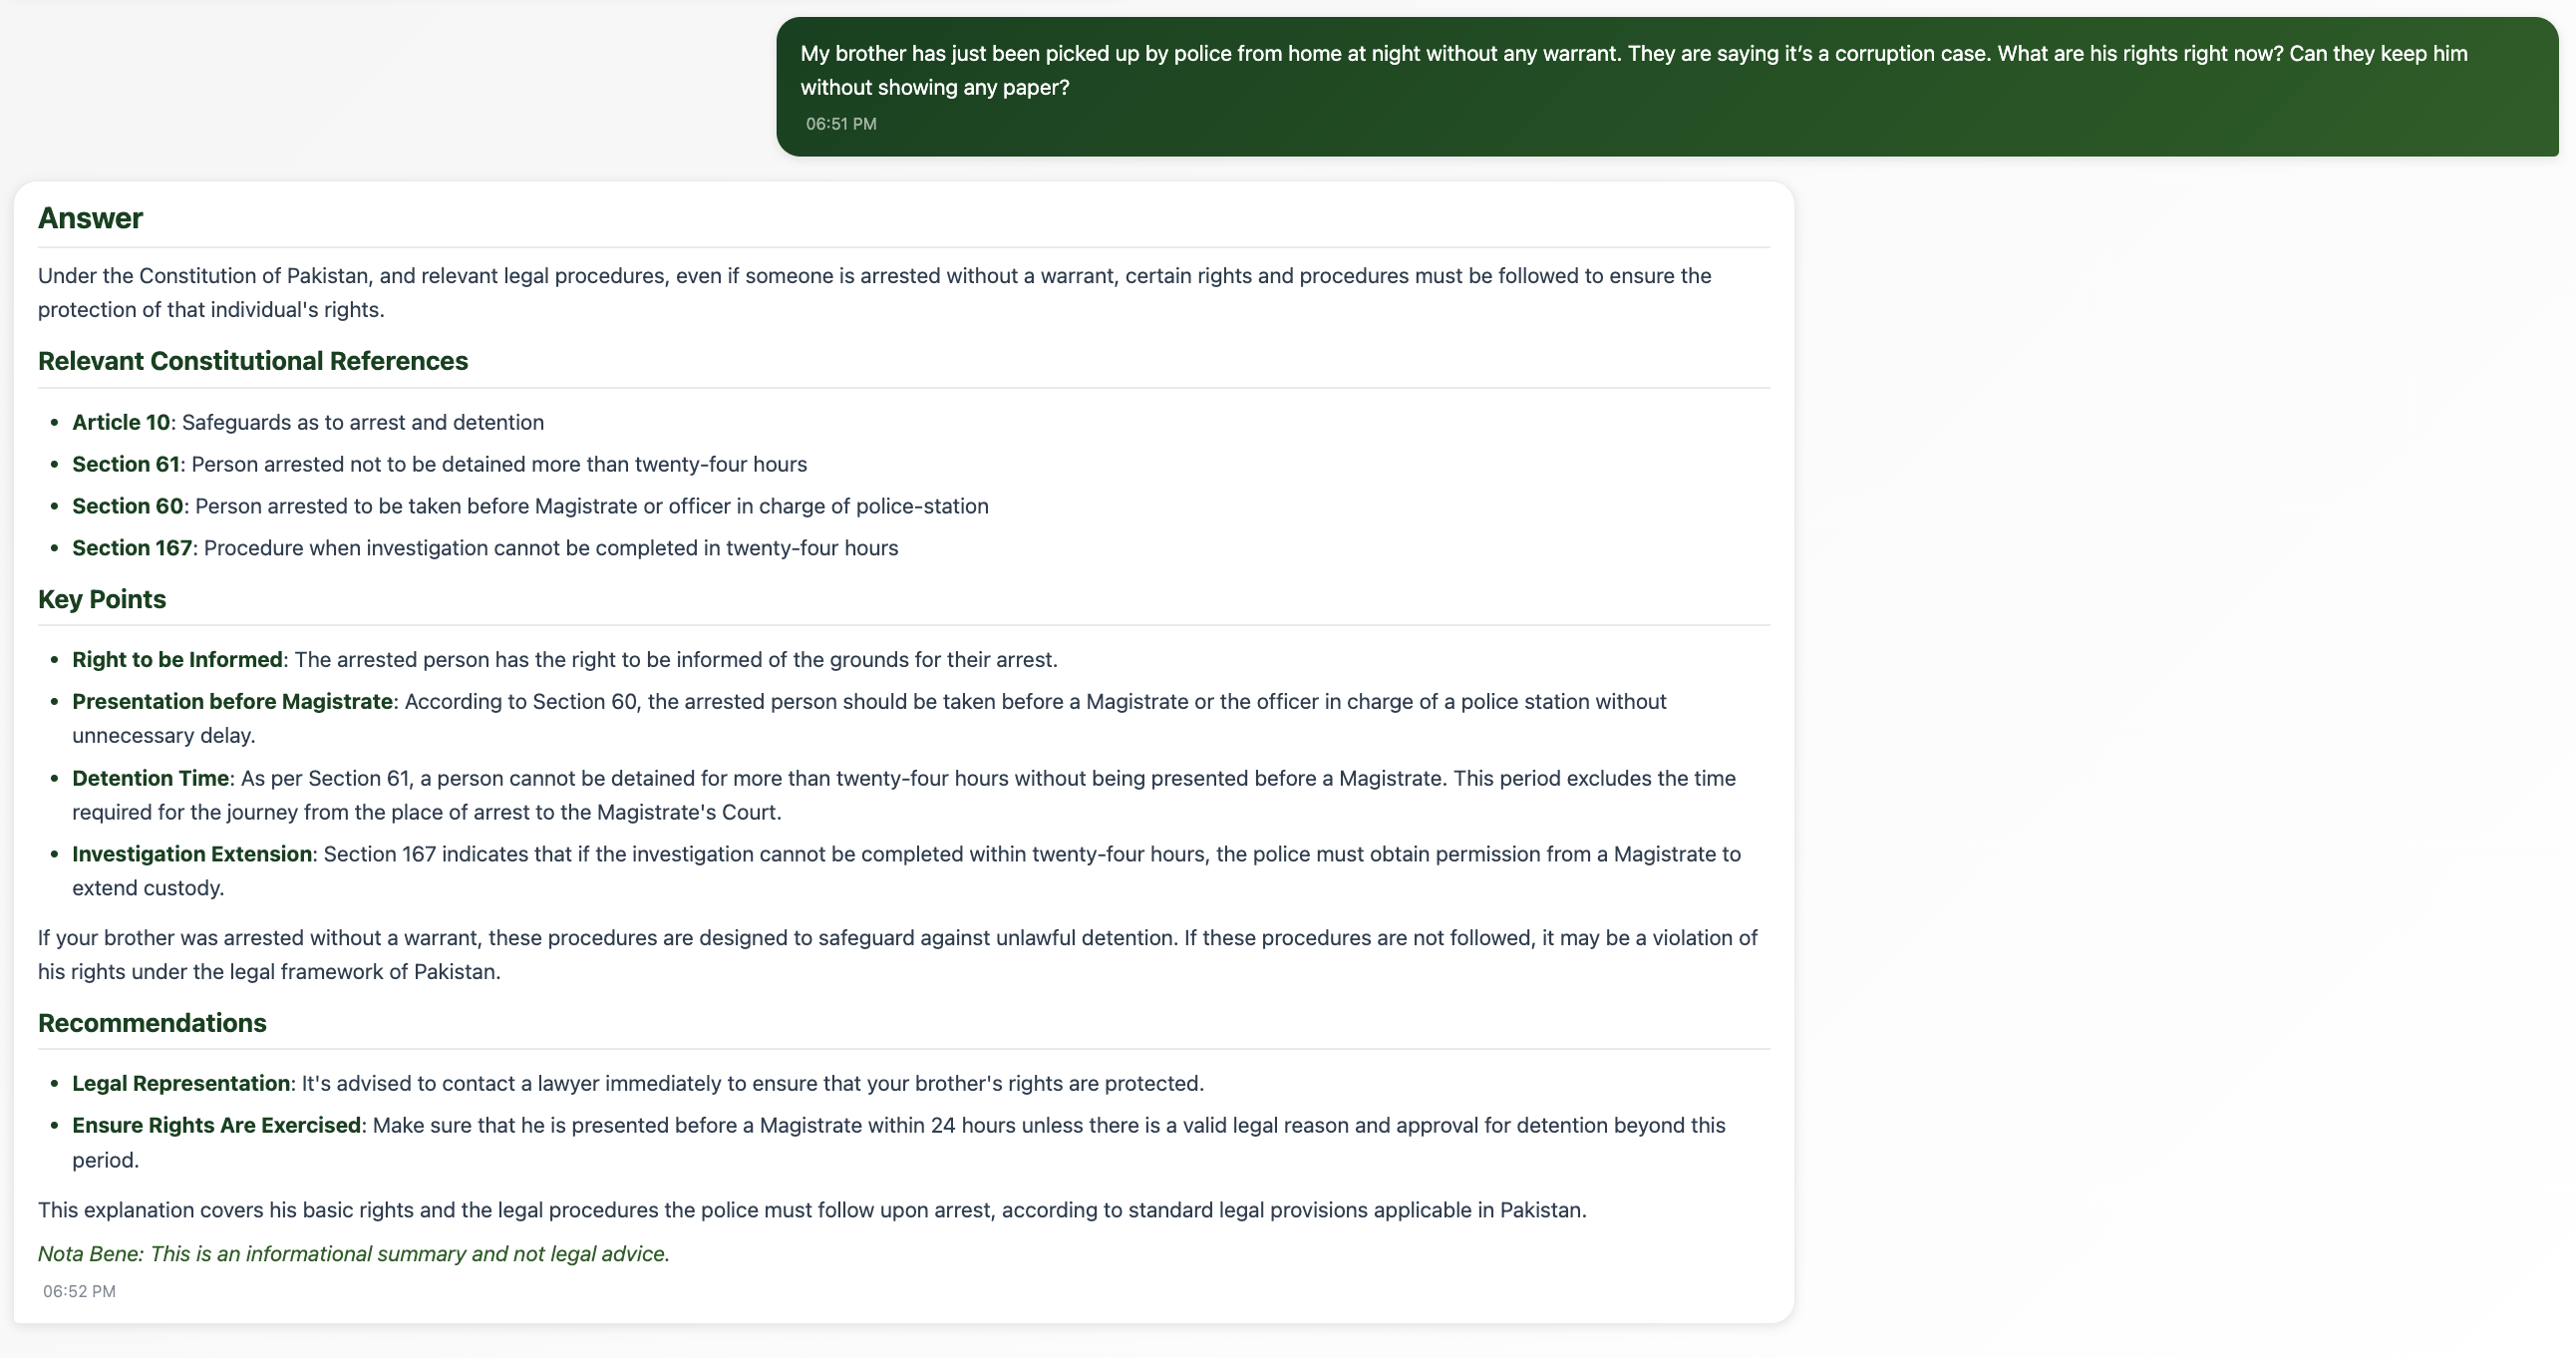 My brother has just been picked up by police from home at night without any warrant. They are saying it’s a corruption case. What are his rights right now? Can they keep him
without showing any paper?
06:51 PM
Answer
Under the Constitution of Pakistan, and relevant legal procedures, even if someone is arrested without a warrant, certain rights and procedures must be followed to ensure the
protection of that individual's rights.
Relevant Constitutional References
• Article 10: Safeguards as to arrest and detention
• Section 61: Person arrested not to be detained more than twenty-four hours
• Section 60: Person arrested to be taken before Magistrate or officer in charge of police-station
• Section 167: Procedure when investigation cannot be completed in twenty-four hours
Key Points
• Right to be Informed: The arrested person has the right to be informed of the grounds for their arrest.
• Presentation before Magistrate: According to Section 60, the arrested person should be taken before a Magistrate or the officer in charge of a police station without
unnecessary delay.
• Detention Time: As per Section 61, a person cannot be detained for more than twenty-four hours without being presented before a Magistrate. This period excludes the time
required for the journey from the place of arrest to the Magistrate's Court.
• Investigation Extension: Section 167 indicates that if the investigation cannot be completed within twenty-four hours, the police must obtain permission from a Magistrate to
extend custody.
If your brother was arrested without a warrant, these procedures are designed to safeguard against unlawful detention. If these procedures are not followed, it may be a violation of
his rights under the legal framework of Pakistan.
Recommendations
• Legal Representation: It's advised to contact a lawyer immediately to ensure that your brother's rights are protected.
• Ensure Rights Are Exercised: Make sure that he is presented before a Magistrate within 24 hours unless there is a valid legal reason and approval for detention beyond this
period.
This explanation covers his basic rights and the legal procedures the police must follow upon arrest, according to standard legal provisions applicable in Pakistan.
Nota Bene: This is an informational summary and not legal advice.
06:52 PM